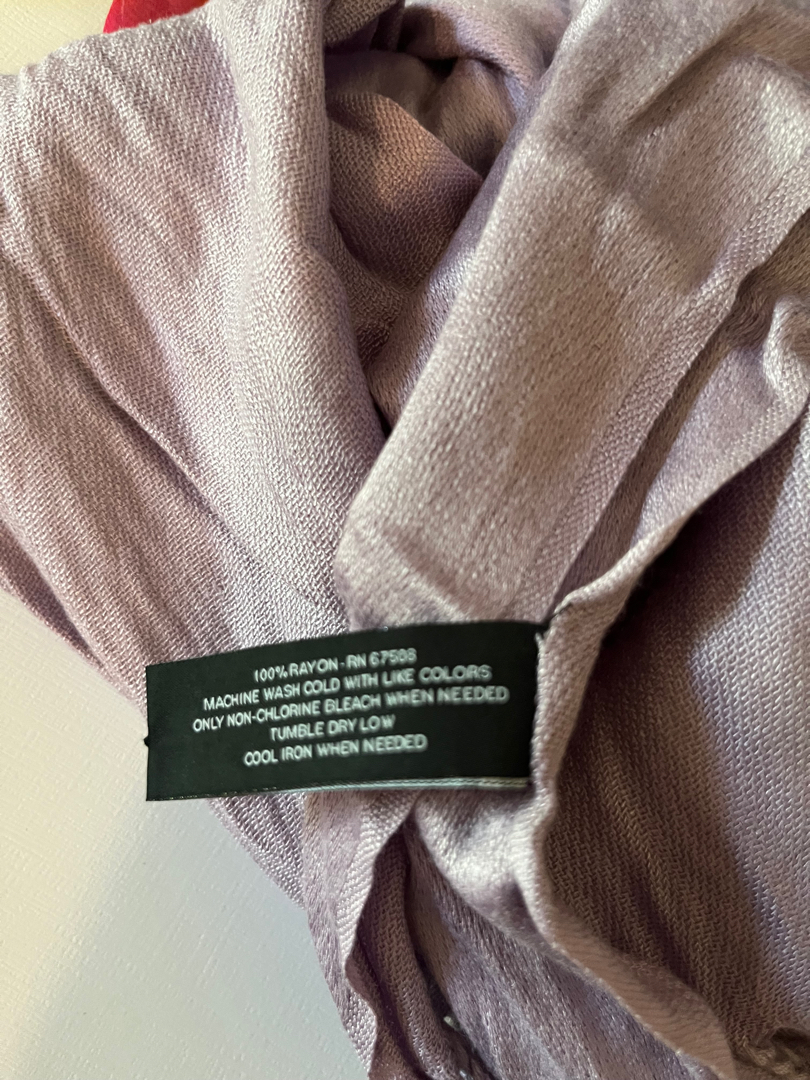 100% RAYON - RN 67588
MACHINE WASH COLD WITH LIKE COLORS
ONLY NON-CHLORINE BLEACH WHEN NEEDED
TUMBLE DRY LOW
COOL IRON WHEN NEEDED